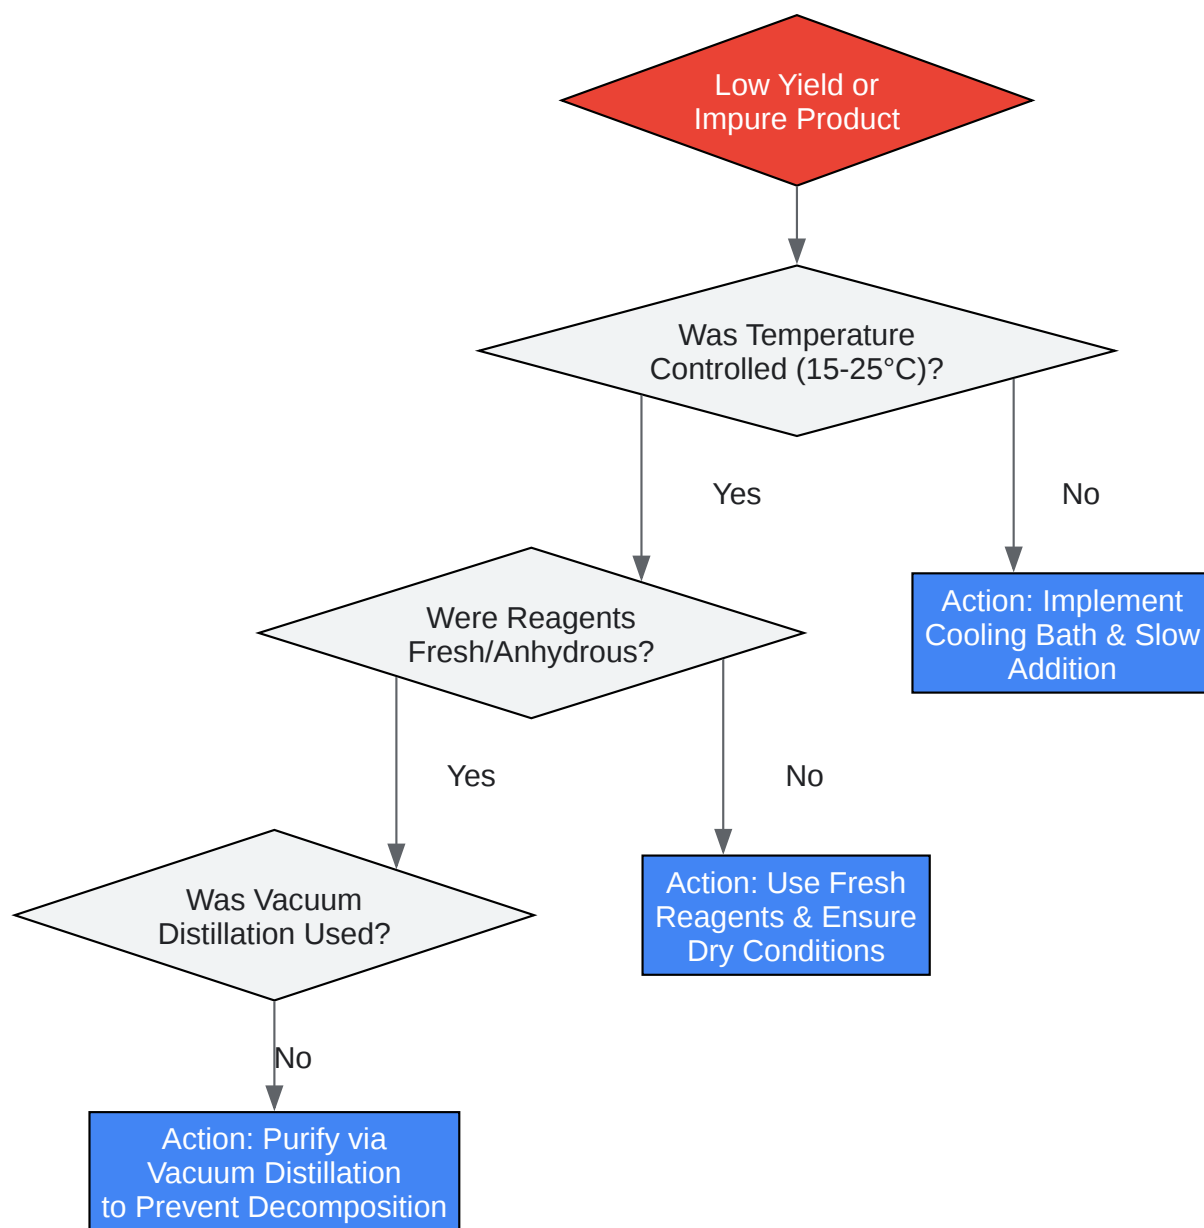 Low Yield or
Impure Product
Was Temperature
Controlled (15-25°C)?
Yes
No
Were Reagents
Fresh/Anhydrous?
Action: Implement
Cooling Bath & Slow
Addition
Yes
No
Was Vacuum
Distillation Used?
Action: Use Fresh
Reagents & Ensure
Dry Conditions
No
Action: Purify via
Vacuum Distillation
to Prevent Decomposition